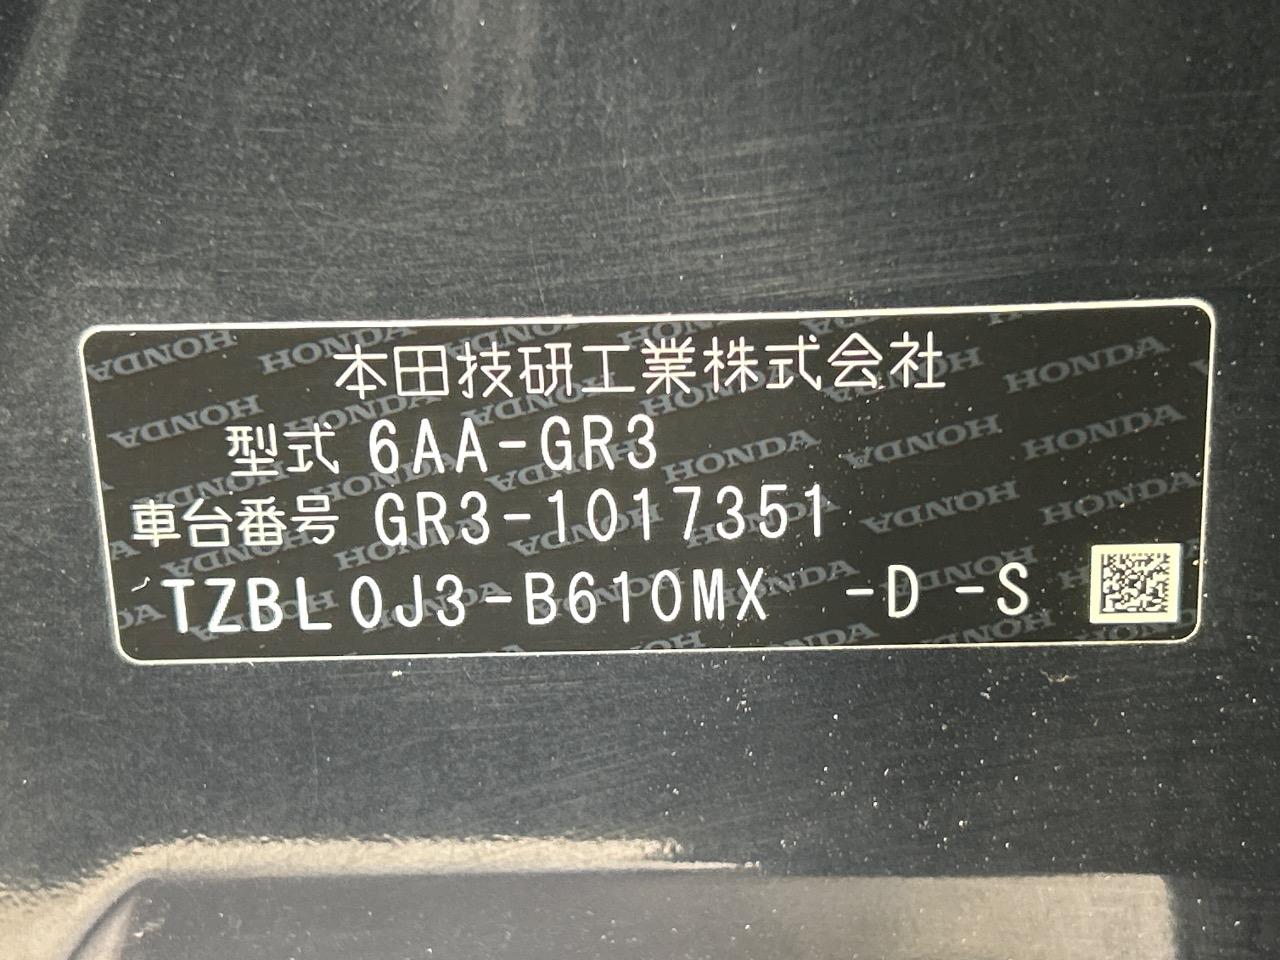 本田技研工業株式会社
型式 6AA-GR3
車台番号 GR3-1017351
TZBL0J3-B610MX -D -S